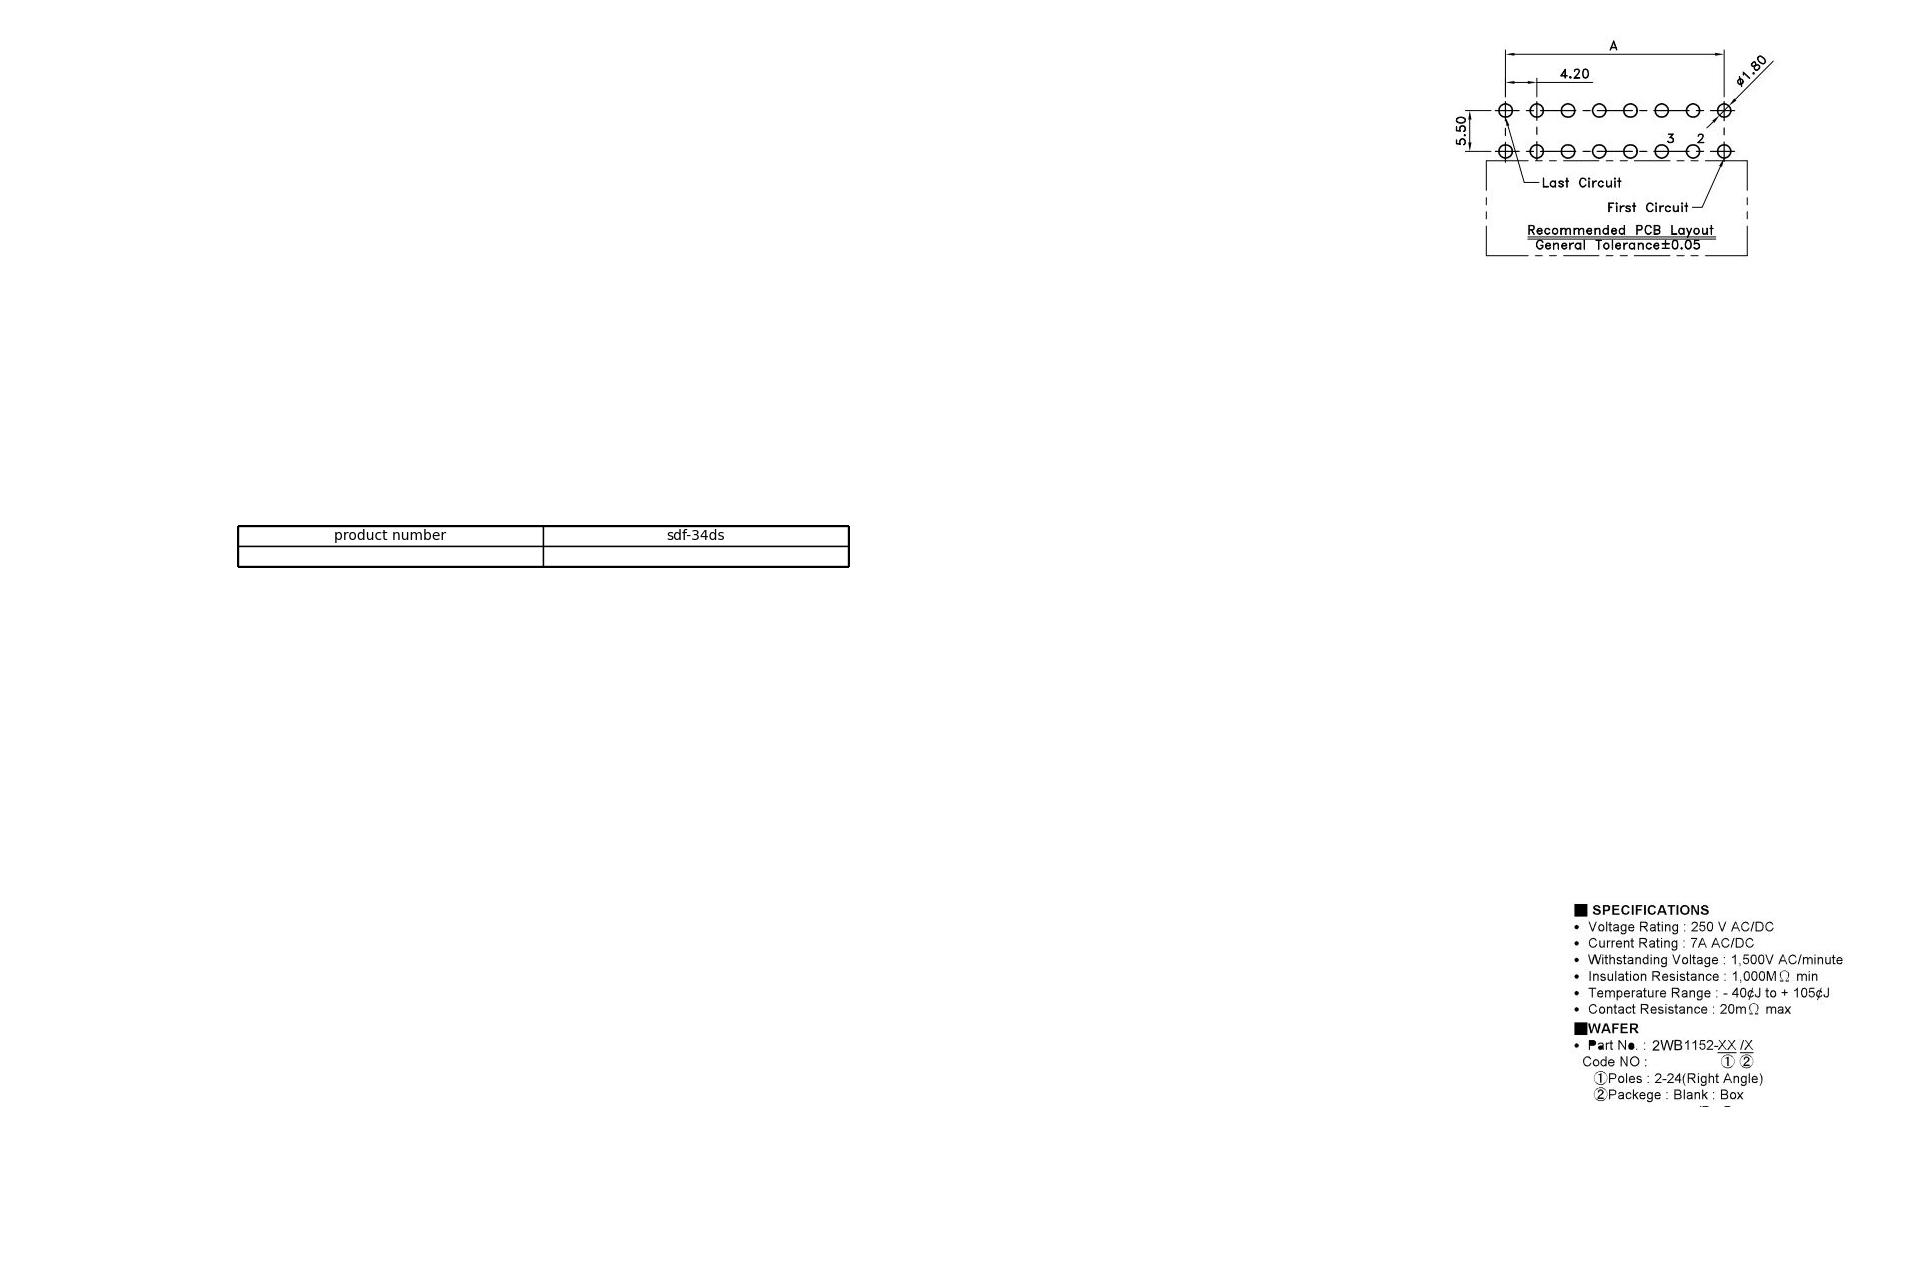 A
4.20
ø1.80
5.50
3 2
Last Circuit
First Circuit
Recommended PCB Layout
General Tolerance±0.05
product number sdf-34ds
■ SPECIFICATIONS
• Voltage Rating : 250 V AC/DC
• Current Rating : 7A AC/DC
• Withstanding Voltage : 1,500V AC/minute
• Insulation Resistance : 1,000MΩ min
• Temperature Range : - 40¢J to + 105¢J
• Contact Resistance : 20mΩ max
■WAFER
• Part No. : 2WB1152-XX /X
Code NO : ① ②
①Poles : 2-24(Right Angle)
②Packege : Blank : Box